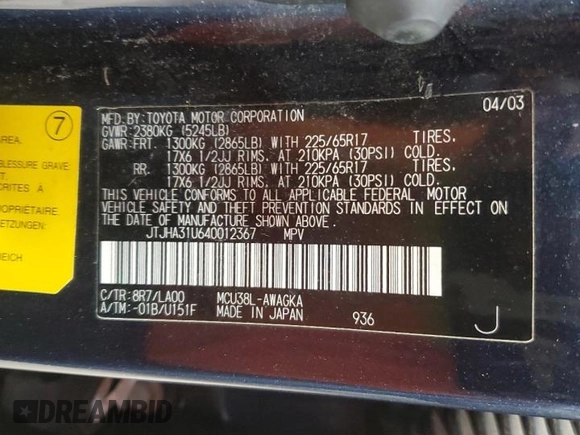 7
AREA.
BLESSURE GRAVE.
T
CRITES À
PROPRIÉTAIRE.
EICH
04/03
MFD.BY:TOYOTA MOTOR CORPORATION
GVWR:2380KG (5245LB)
GAWR:FRT. 1300KG (2865LB) WITH 225/65R17 TIRES.
17X6 1/2JJ RIMS. AT 210KPA (30PSI) COLD.
RR. 1300KG (2865LB) WITH 225/65R17 TIRES.
17X6 1/2JJ RIMS. AT 210KPA (30PSI) COLD.
THIS VEHICLE CONFORMS TO ALL APPLICABLE FEDERAL MOTOR
VEHICLE SAFETY AND THEFT PREVENTION STANDARDS IN EFFECT ON
THE DATE OF MANUFACTURE SHOWN ABOVE.
JTJHA31U640012367 MPV
C/TR:8R7/LA00 MCU38L-AWAGKA
A/TM:-01B/U151F MADE IN JAPAN 936 J
DREAMBID